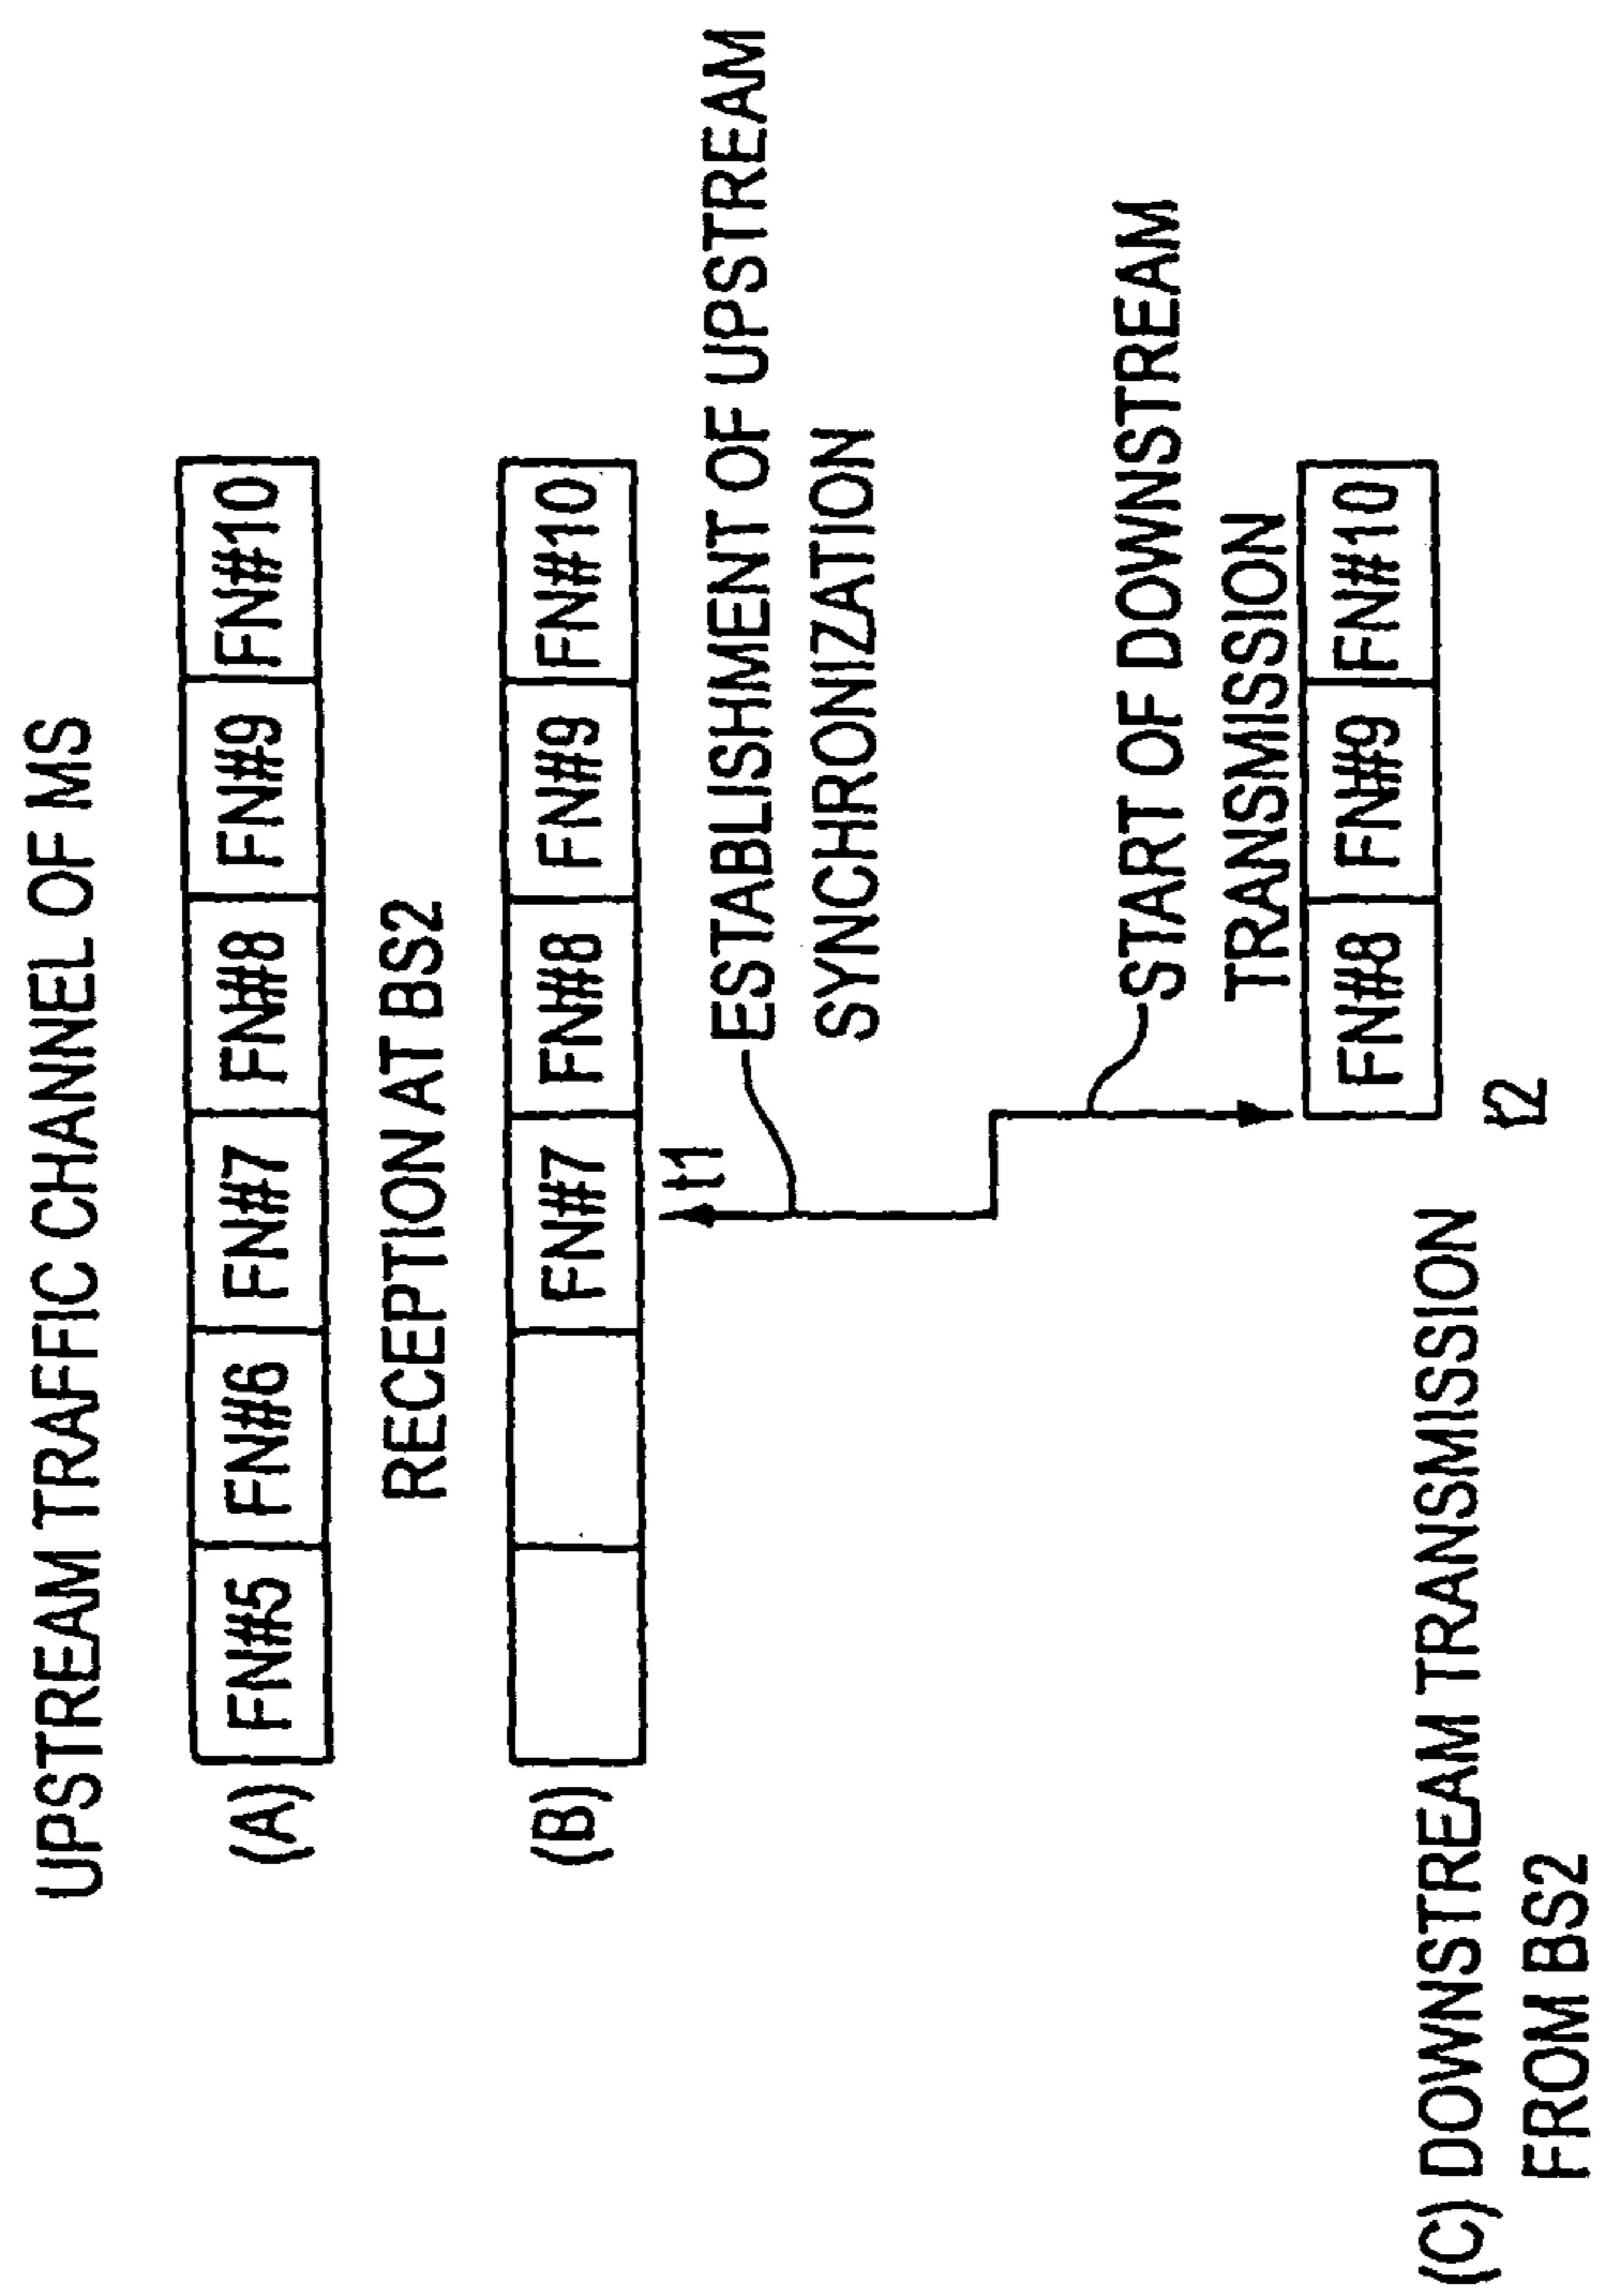 UPSTREAM TRAFFIC CHANNEL OF MS
(A) FN#5 FN#6 FN#7 FN#8 FN#9 FN#10
RECEPTION AT BS2
(B) FN#7 FN#8 FN#9 FN#10
t1
ESTABLISHMENT OF UPSTREAM
SYNCHRONIZATION
START OF DOWNSTREAM
TRANSMISSION
FN#8 FN#9 FN#10
(C) DOWNSTREAM TRANSMISSION
FROM BS2
t2